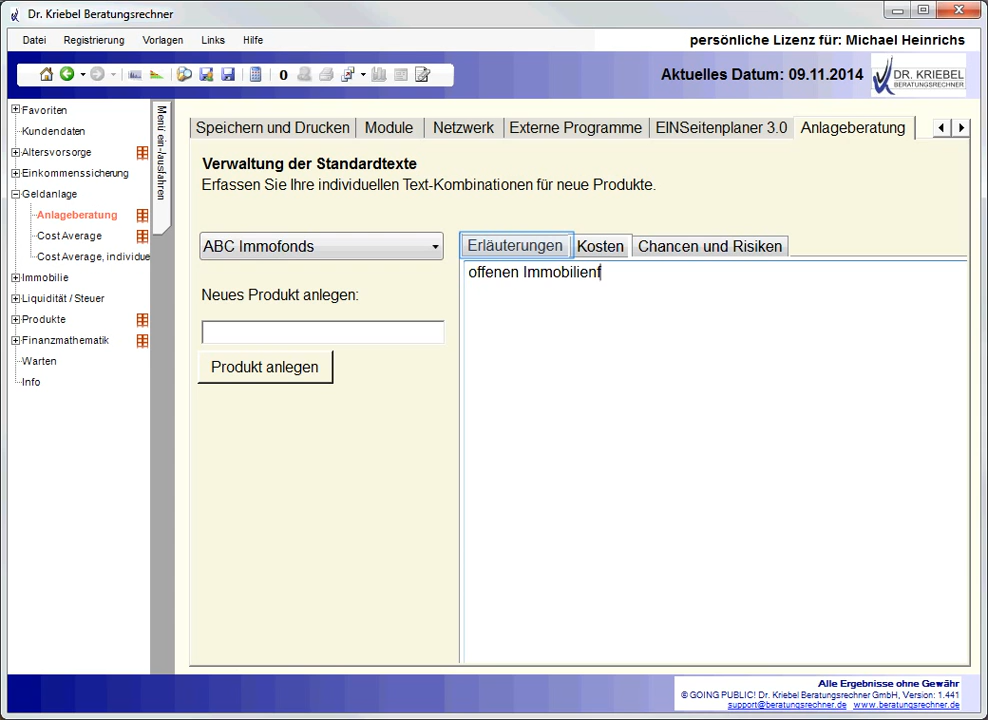 Dr. Kriebel Beratungsrechner
Datei Registrierung Vorlagen Links Hilfe
persönliche Lizenz für: Michael Heinrichs
0
Aktuelles Datum: 09.11.2014
DR. KRIEBEL
BERATUNGSRECHNER
Favoriten
Kundendaten
Altersvorsorge
Einkommenssicherung
Geldanlage
Anlageberatung
Cost Average
Cost Average, individue
Immobilie
Liquidität / Steuer
Produkte
Finanzmathematik
Warten
Info
Menü ein-/ausfahren
Speichern und Drucken Module Netzwerk Externe Programme EINSeitenplaner 3.0 Anlageberatung
Verwaltung der Standardtexte
Erfassen Sie Ihre individuellen Text-Kombinationen für neue Produkte.
ABC Immofonds
Erläuterungen Kosten Chancen und Risiken
offenen Immobilienf
Neues Produkt anlegen:
Produkt anlegen
Alle Ergebnisse ohne Gewähr
© GOING PUBLIC! Dr. Kriebel Beratungsrechner GmbH, Version: 1.441
support@beratungsrechner.de www.beratungsrechner.de